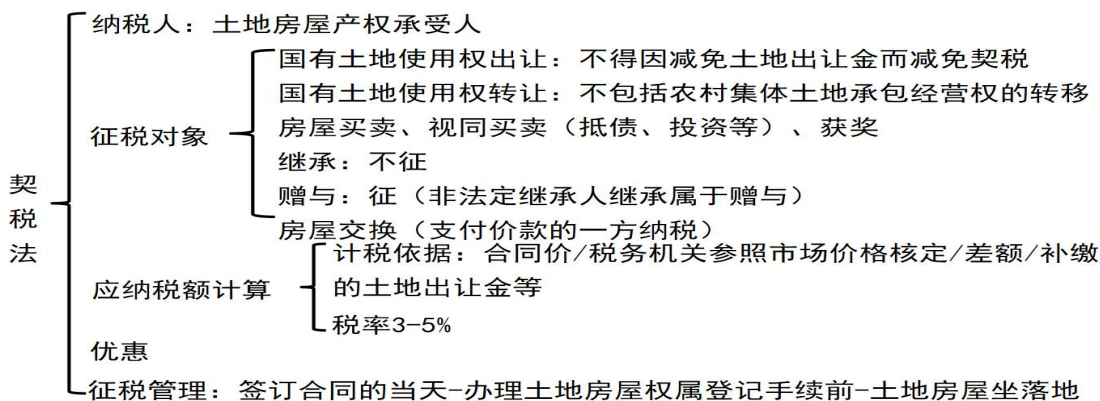 纳税人：土地房屋产权承受人
国有土地使用权出让：不得因减免土地出让金而减免契税
国有土地使用权转让：不包括农村集体土地承包经营权的转移
征税对象
房屋买卖、视同买卖（抵债、投资等）、获奖
继承：不征
赠与：征（非法定继承人继承属于赠与）
房屋交换（支付价款的一方纳税）
契税法
应纳税额计算
计税依据：合同价/税务机关参照市场价格核定/差额/补缴
的土地出让金等
税率3-5%
优惠
征税管理：签订合同的当天-办理土地房屋权属登记手续前-土地房屋坐落地